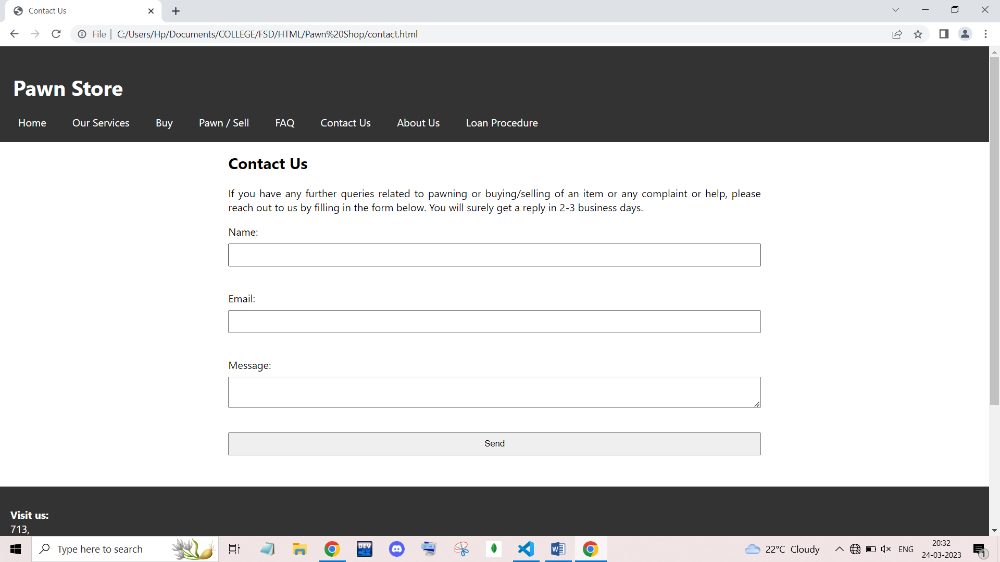 Contact Us
File | C:/Users/Hp/Documents/COLLEGE/FSD/HTML/Pawn%20Shop/contact.html
Pawn Store
Home Our Services Buy Pawn / Sell FAQ Contact Us About Us Loan Procedure
Contact Us
If you have any further queries related to pawning or buying/selling of an item or any complaint or help, please
reach out to us by filling in the form below. You will surely get a reply in 2-3 business days.
Name:
Email:
Message:
Send
Visit us:
713,
Type here to search
DEV
C++
22°C Cloudy
ENG
20:32
24-03-2023
1